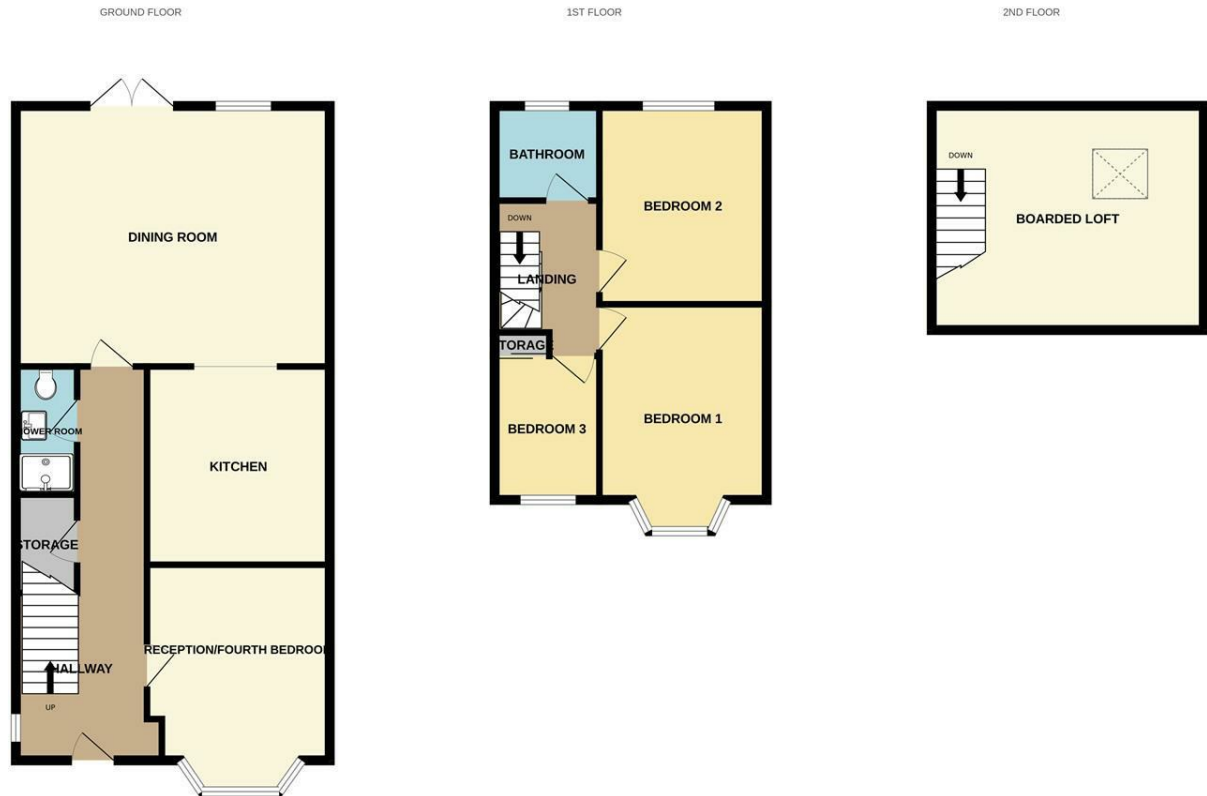 GROUND FLOOR
1ST FLOOR
2ND FLOOR
DINING ROOM
OWER ROOM
KITCHEN
STORAGE
RECEPTION/FOURTH BEDROOM
HALLWAY
UP
BATHROOM
BEDROOM 2
DOWN
LANDING
TORAGE
BEDROOM 1
BEDROOM 3
DOWN
BOARDED LOFT